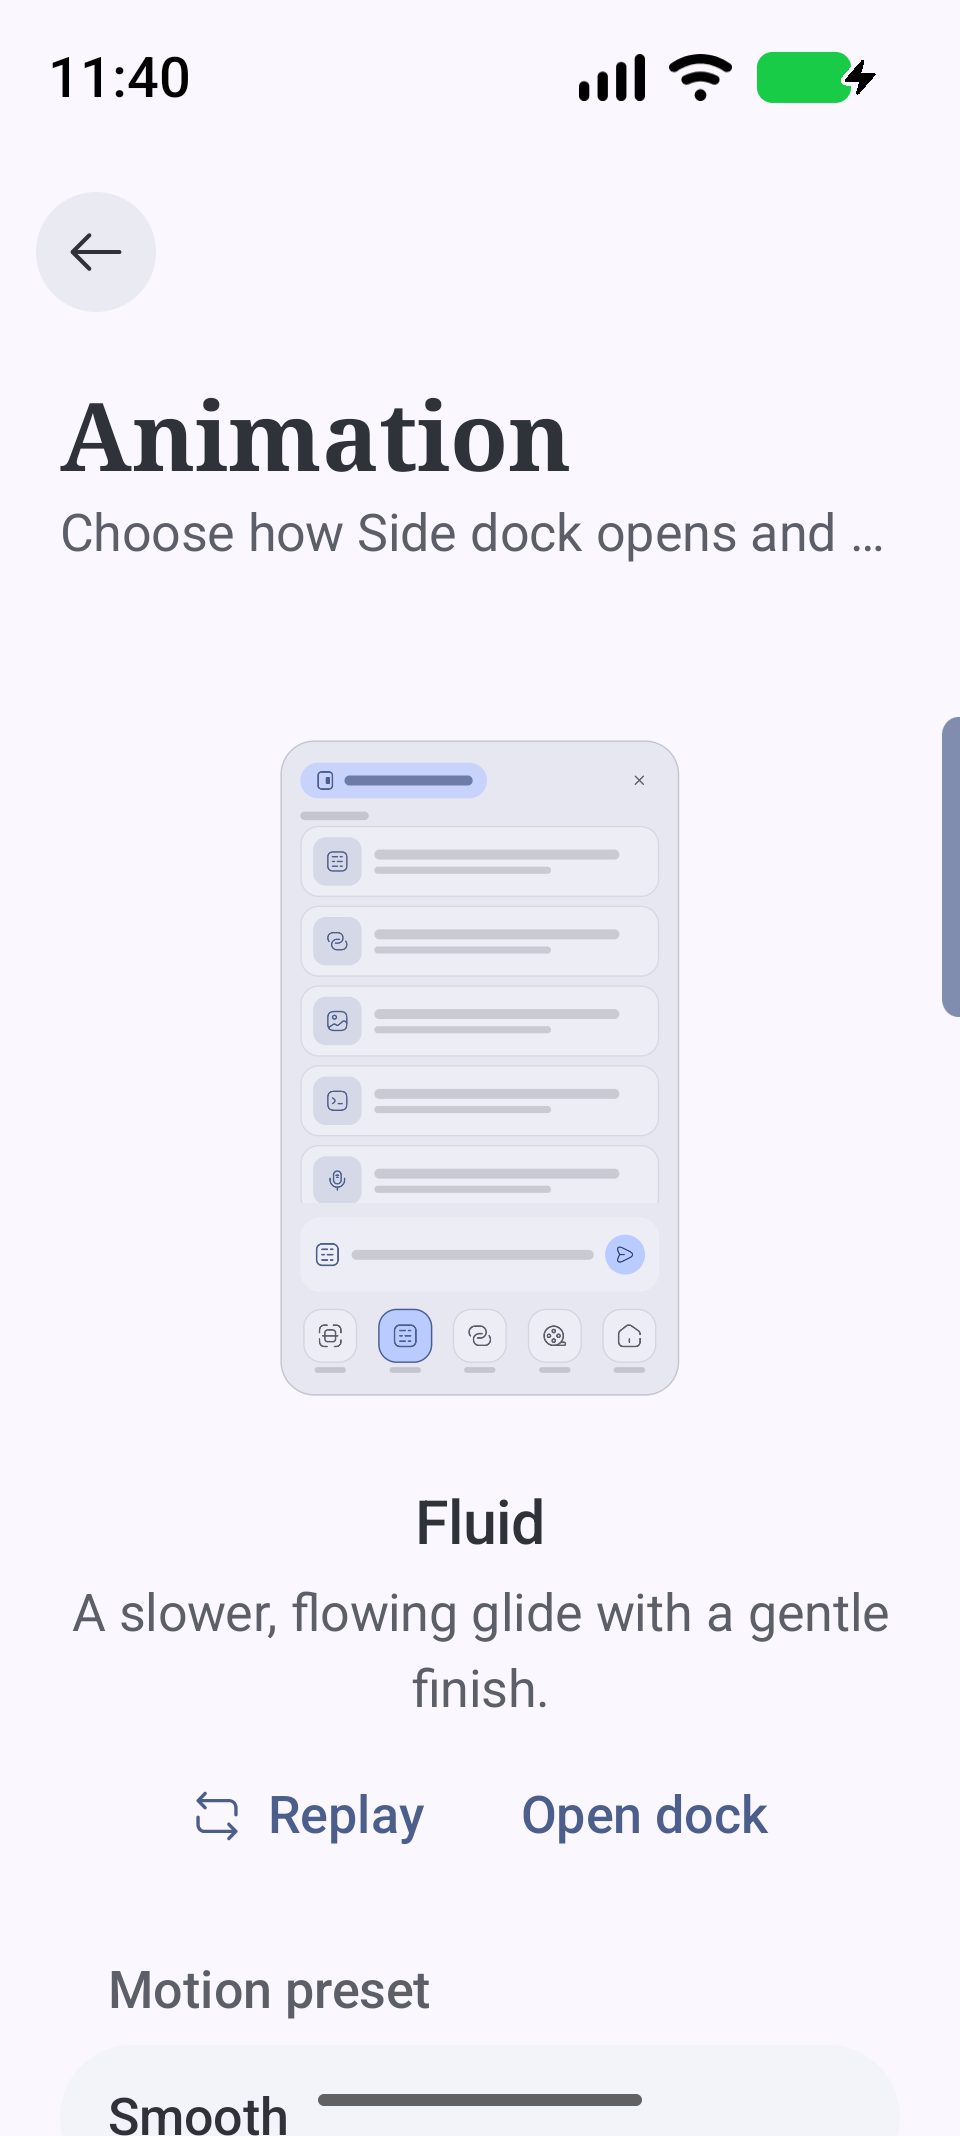 11:40
Animation
Choose how Side dock opens and ...
Fluid
A slower, flowing glide with a gentle
finish.
Replay
Open dock
Motion preset
Smooth